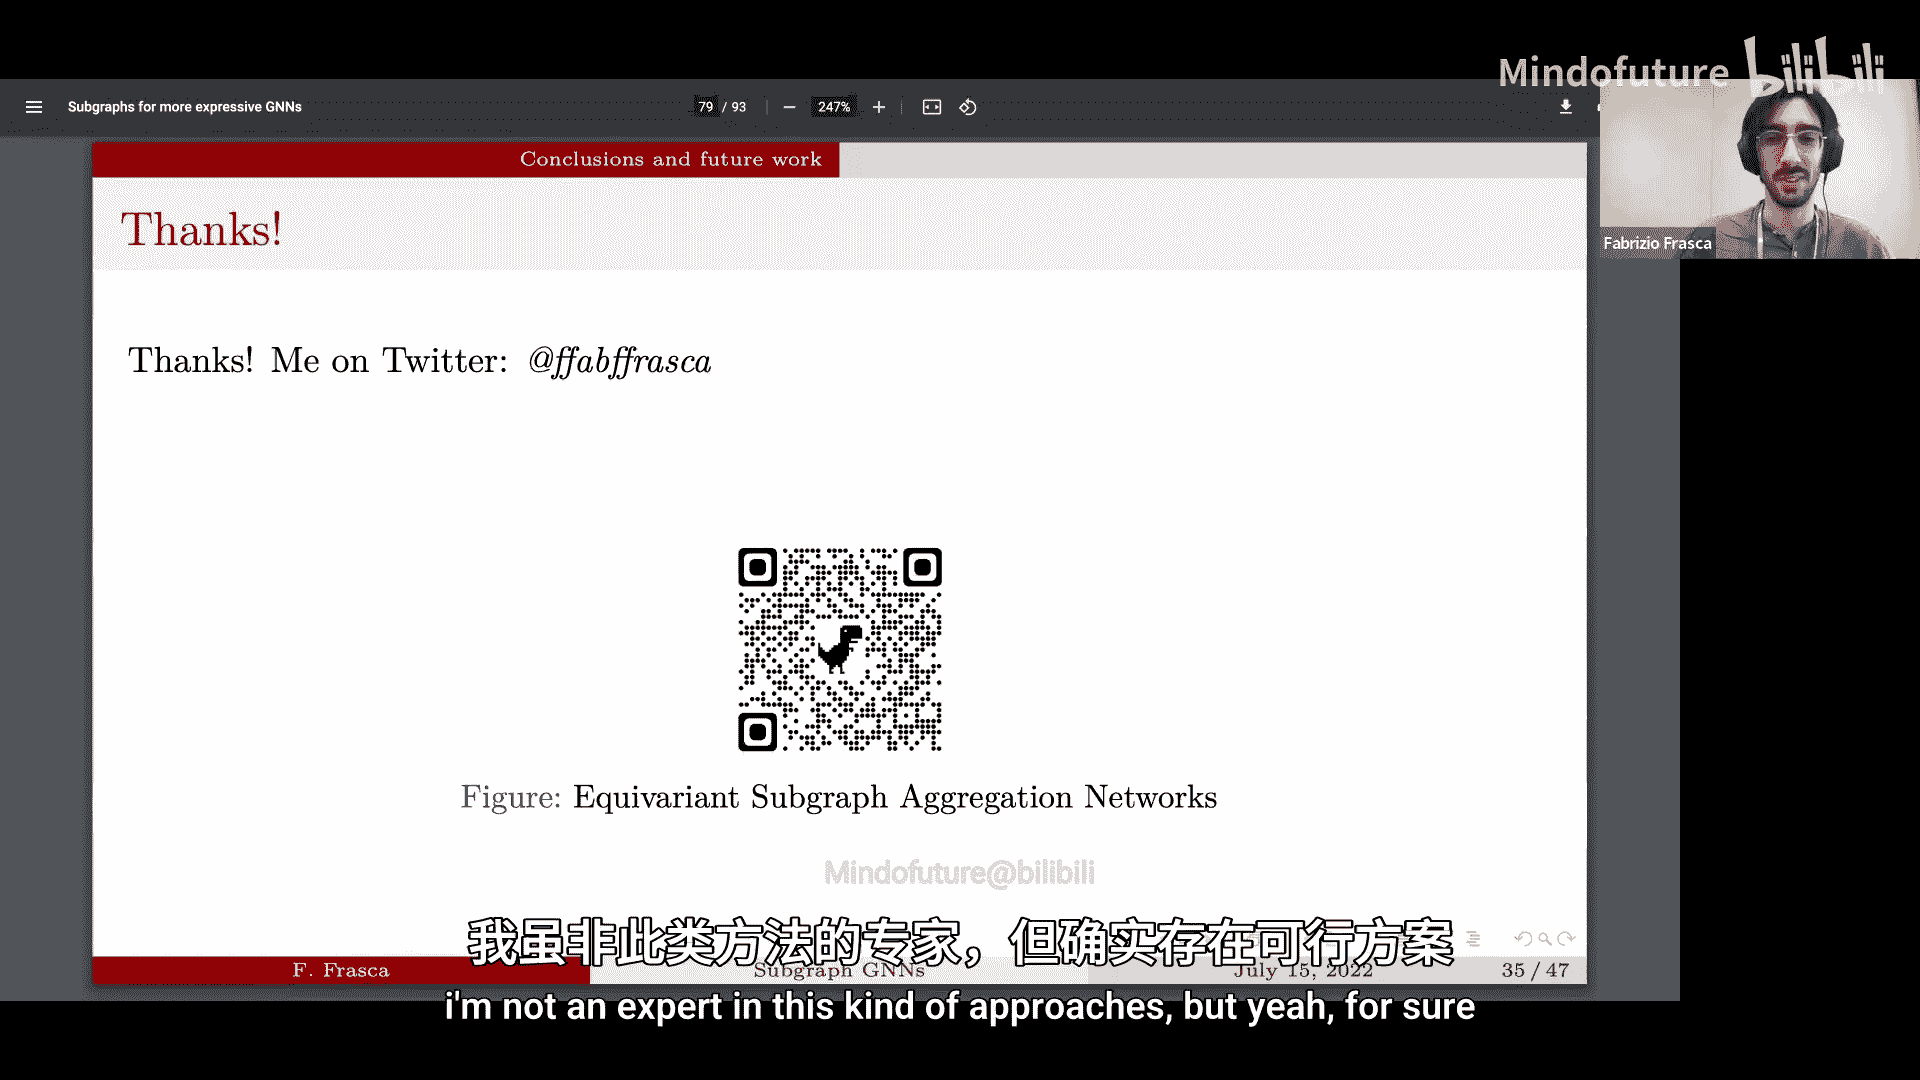 Mindofuture bilibili
Subgraphs for more expressive GNNs
79 / 93
247%
Conclusions and future work
Thanks!
Fabrizio Frasca
Thanks! Me on Twitter: @ffabffrasca
Figure: Equivariant Subgraph Aggregation Networks
Mindofuture@bilibili
我虽非此类方法的专家，但确实存在可行方案
F. Frasca
Subgraph GNNs
July 15, 2022
35 / 47
i'm not an expert in this kind of approaches, but yeah, for sure